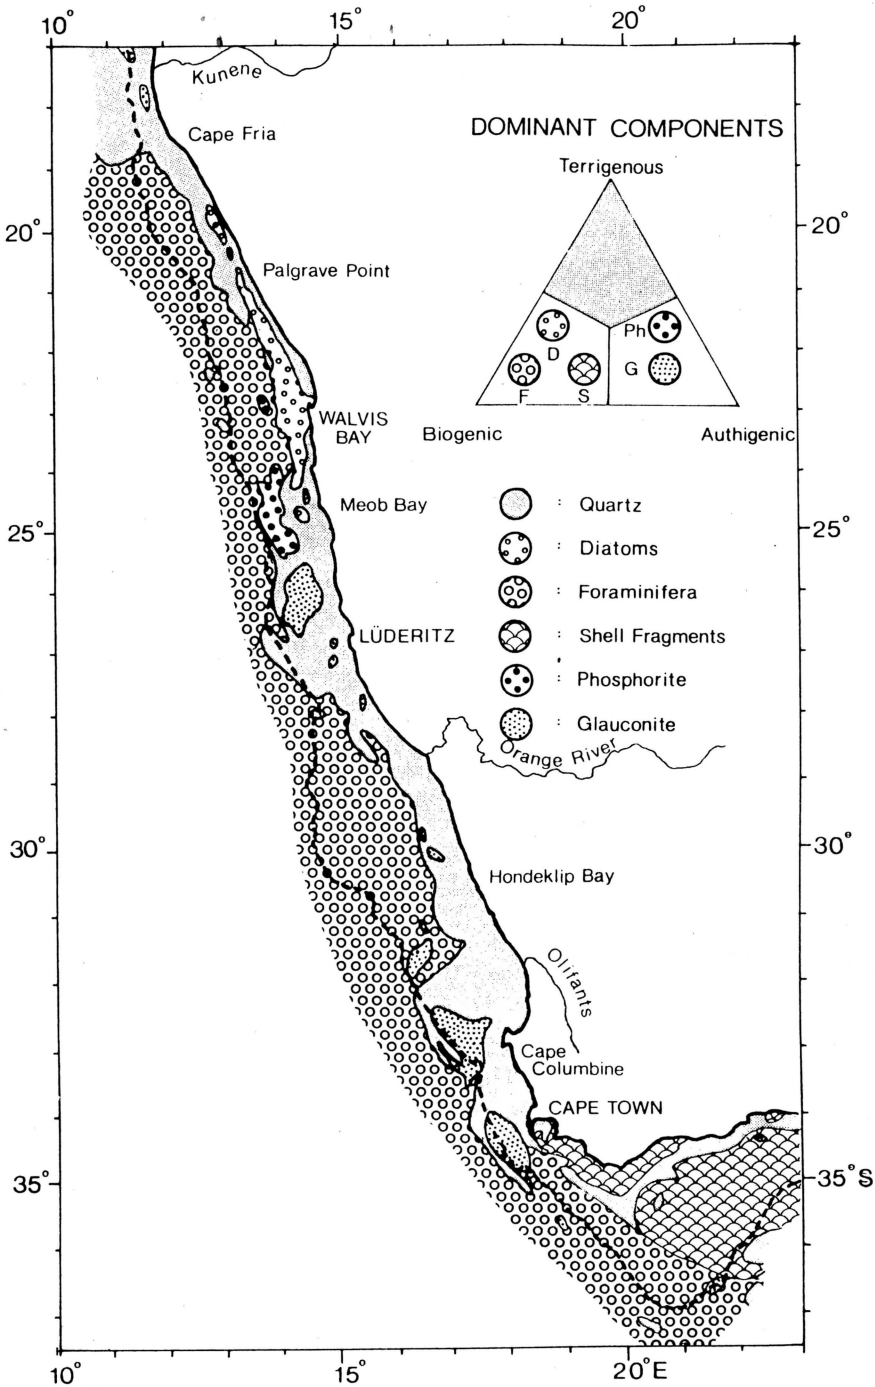 10°
15°
20°
Kunene
Cape Fria
DOMINANT COMPONENTS
Terrigenous
20°
20°
Palgrave Point
Ph
D
G
F
S
WALVIS
BAY
Biogenic
Authigenic
Meob Bay
: Quartz
25°
25°
: Diatoms
: Foraminifera
LÜDERITZ
: Shell Fragments
: Phosphorite
: Glauconite
Orange River
30°
30°
Hondeklip Bay
Olifants
Cape
Columbine
CAPE TOWN
35°
35°S
10°
15°
20°E